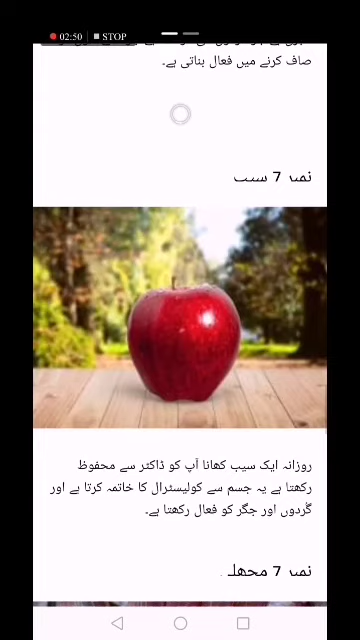 02:50 STOP
صاف کرنے میں فعال بناتی ہے۔
نمبر 7 سیب
روزانہ ایک سیب کھانا آپ کو ڈاکٹر سے محفوظ
رکھتا ہے یہ جسم سے کولیسٹرال کا خاتمہ کرتا ہے اور
گردوں اور جگر کو فعال رکھتا ہے۔
نمبر 7 مچھلی